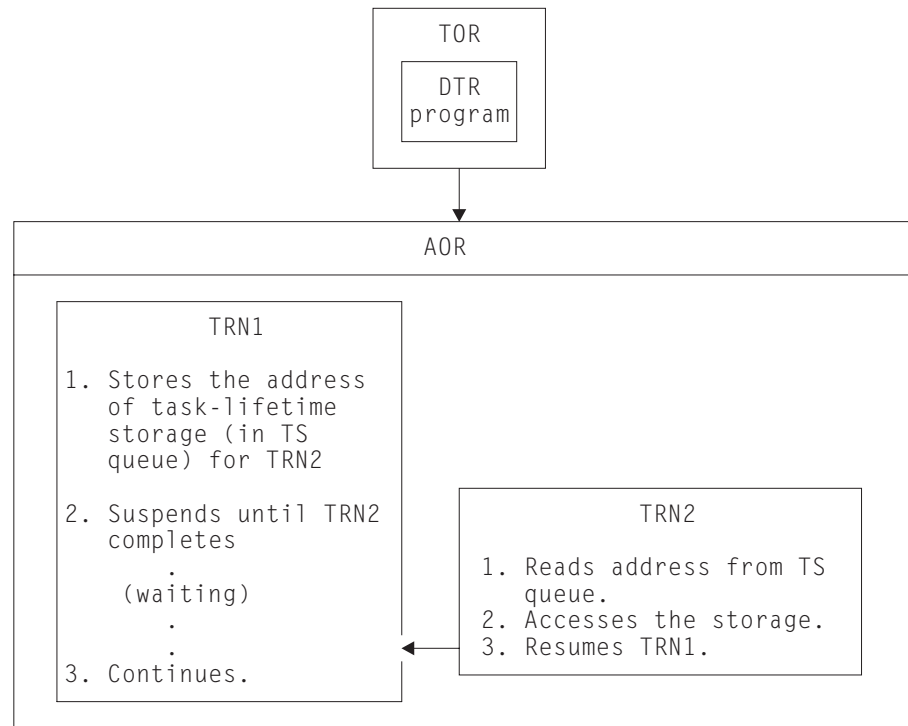 TOR
DTR
program
AOR
TRN1
1. Stores the address
of task-lifetime
storage (in TS
queue) for TRN2
2. Suspends until TRN2
completes
.
(waiting)
.
.
3. Continues.
TRN2
1. Reads address from TS
queue.
2. Accesses the storage.
3. Resumes TRN1.